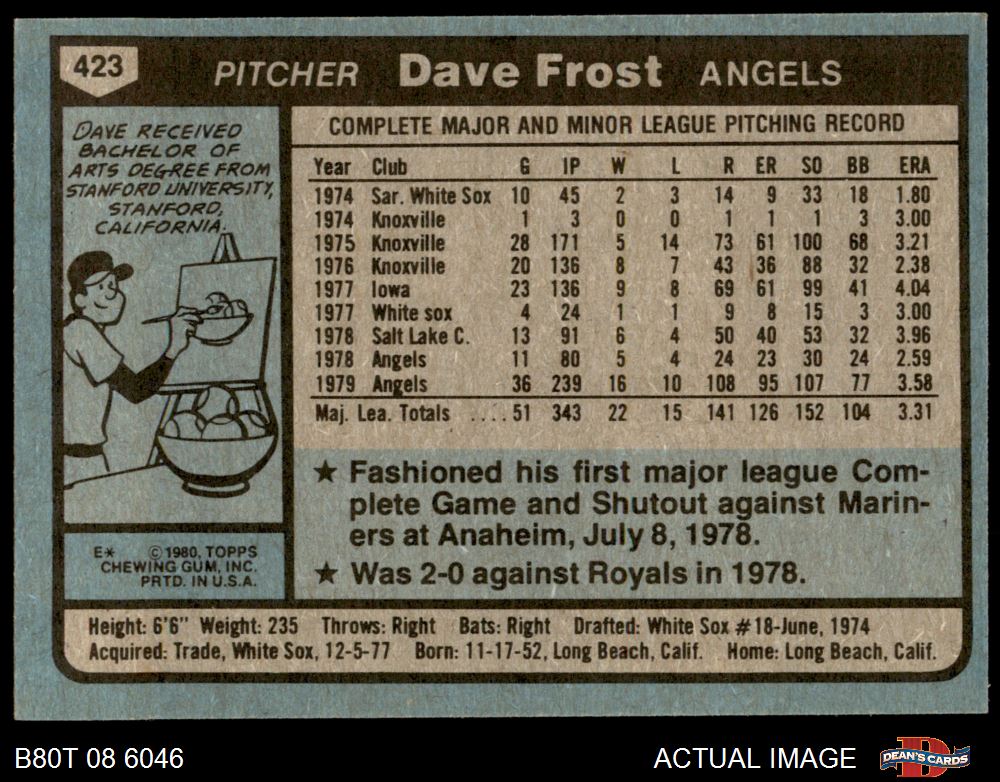 423
PITCHER Dave Frost ANGELS
DAVE RECEIVED
BACHELOR OF
ARTS DEGREE FROM
STANFORD UNIVERSITY,
STANFORD,
CALIFORNIA.
COMPLETE MAJOR AND MINOR LEAGUE PITCHING RECORD
Year Club G IP W L R ER SO BB ERA
1974 Sar. White Sox 10 45 2 3 14 9 33 18 1.80
1974 Knoxville 1 3 0 0 1 1 1 3 3.00
1975 Knoxville 28 171 5 14 73 61 100 68 3.21
1976 Knoxville 20 136 8 7 43 36 88 32 2.38
1977 Iowa 23 136 9 8 69 61 99 41 4.04
1977 White sox 4 24 1 1 9 8 15 3 3.00
1978 Salt Lake C. 13 91 6 4 50 40 53 32 3.96
1978 Angels 11 80 5 4 24 23 30 24 2.59
1979 Angels 36 239 16 10 108 95 107 77 3.58
Maj. Lea. Totals .... 51 343 22 15 141 126 152 104 3.31
★ Fashioned his first major league Com-
plete Game and Shutout against Marin-
ers at Anaheim, July 8, 1978.
★ Was 2-0 against Royals in 1978.
E* © 1980, TOPPS
CHEWING GUM, INC.
PRTD. IN U.S.A.
Height: 6'6" Weight: 235 Throws: Right Bats: Right Drafted: White Sox #18-June, 1974
Acquired: Trade, White Sox, 12-5-77 Born: 11-17-52, Long Beach, Calif. Home: Long Beach, Calif.
B80T 08 6046
ACTUAL IMAGE
DEAN'S CARDS